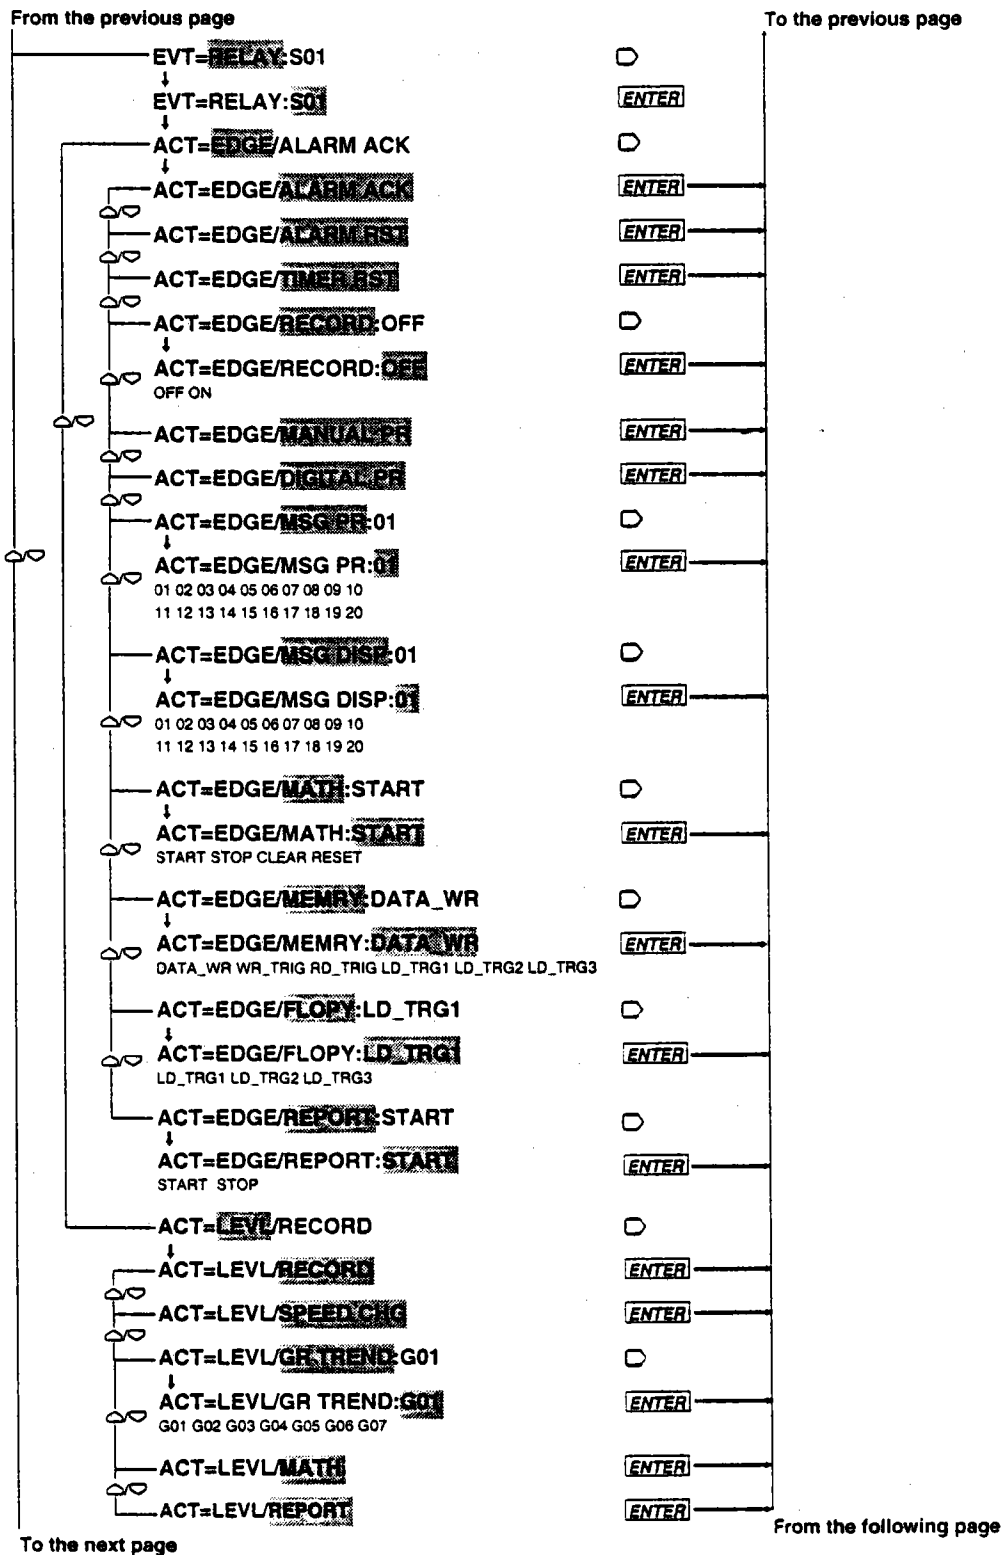 From the previous page
To the previous page
EVT=RELAY:S01
EVT=RELAY:S01 ENTER
ACT=EDGE/ALARM ACK
ACT=EDGE/ALARM ACK ENTER
ACT=EDGE/ALARM RST ENTER
ACT=EDGE/TIMER RST ENTER
ACT=EDGE/RECORD:OFF
ACT=EDGE/RECORD:OFF ENTER
OFF ON
ACT=EDGE/MANUAL PR ENTER
ACT=EDGE/DIGITAL PR ENTER
ACT=EDGE/MSG PR:01
ACT=EDGE/MSG PR:01 ENTER
01 02 03 04 05 06 07 08 09 10
11 12 13 14 15 16 17 18 19 20
ACT=EDGE/MSG DISP:01
ACT=EDGE/MSG DISP:01 ENTER
01 02 03 04 05 06 07 08 09 10
11 12 13 14 15 16 17 18 19 20
ACT=EDGE/MATH:START
ACT=EDGE/MATH:START ENTER
START STOP CLEAR RESET
ACT=EDGE/MEMRY:DATA_WR
ACT=EDGE/MEMRY:DATA_WR ENTER
DATA_WR WR_TRIG RD_TRIG LD_TRG1 LD_TRG2 LD_TRG3
ACT=EDGE/FLOPY:LD_TRG1
ACT=EDGE/FLOPY:LD_TRG1 ENTER
LD_TRG1 LD_TRG2 LD_TRG3
ACT=EDGE/REPORT:START
ACT=EDGE/REPORT:START ENTER
START STOP
ACT=LEVL/RECORD
ACT=LEVL/RECORD ENTER
ACT=LEVL/SPEED CHG ENTER
ACT=LEVL/GR TREND:G01
ACT=LEVL/GR TREND:G01 ENTER
G01 G02 G03 G04 G05 G06 G07
ACT=LEVL/MATH ENTER
ACT=LEVL/REPORT ENTER
From the following page
To the next page